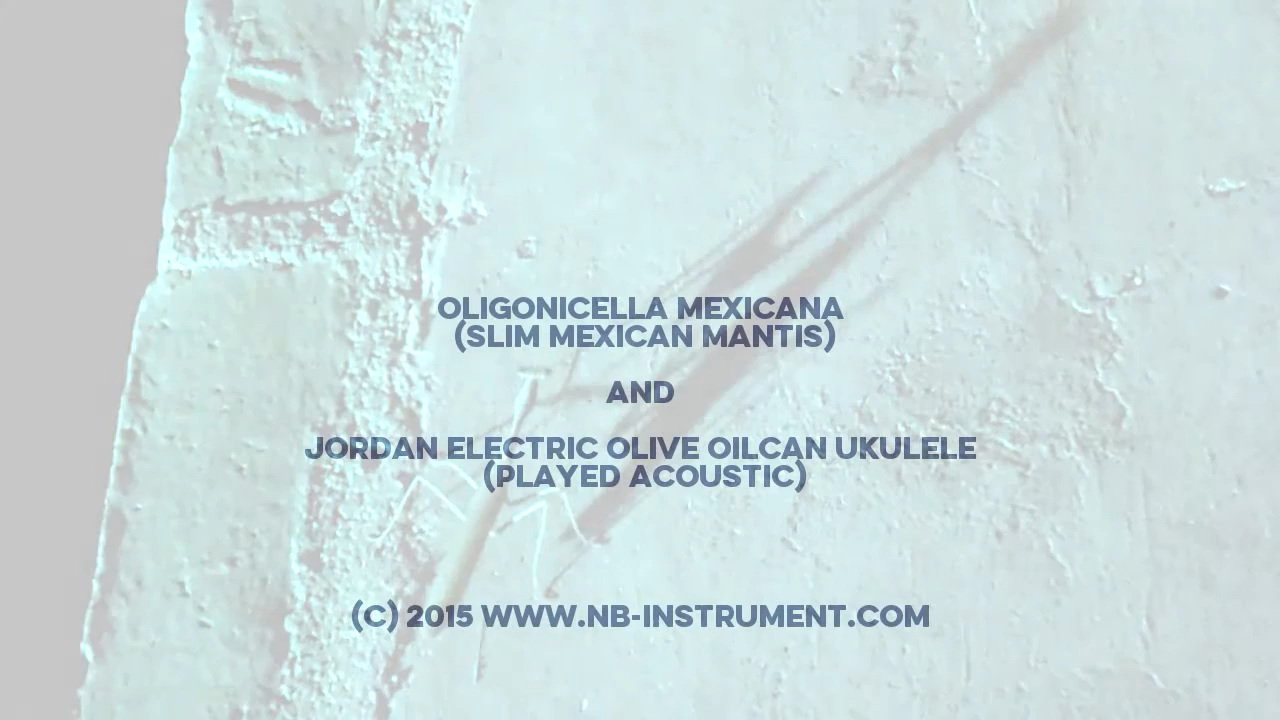 OLIGONICELLA MEXICANA
(SLIM MEXICAN MANTIS)
AND
JORDAN ELECTRIC OLIVE OILCAN UKULELE
(PLAYED ACOUSTIC)
(C) 2015 WWW.NB-INSTRUMENT.COM